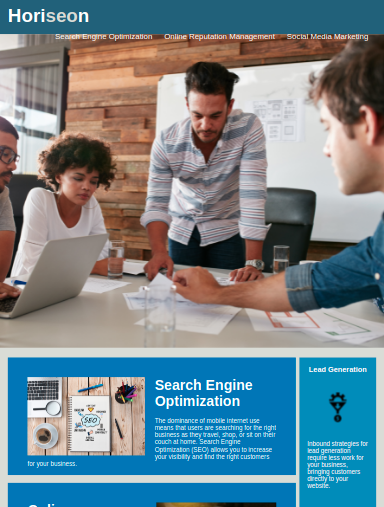 Horiseon
Search Engine Optimization Online Reputation Management Social Media Marketing
Search Engine
Optimization
SEO
The dominance of mobile internet use
means that users are searching for the right
business as they travel, shop, or sit on their
couch at home. Search Engine
Optimization (SEO) allows you to increase
your visibility and find the right customers
for your business.
Lead Generation
Inbound strategies for
lead generation
require less work for
your business,
bringing customers
directly to your
website.